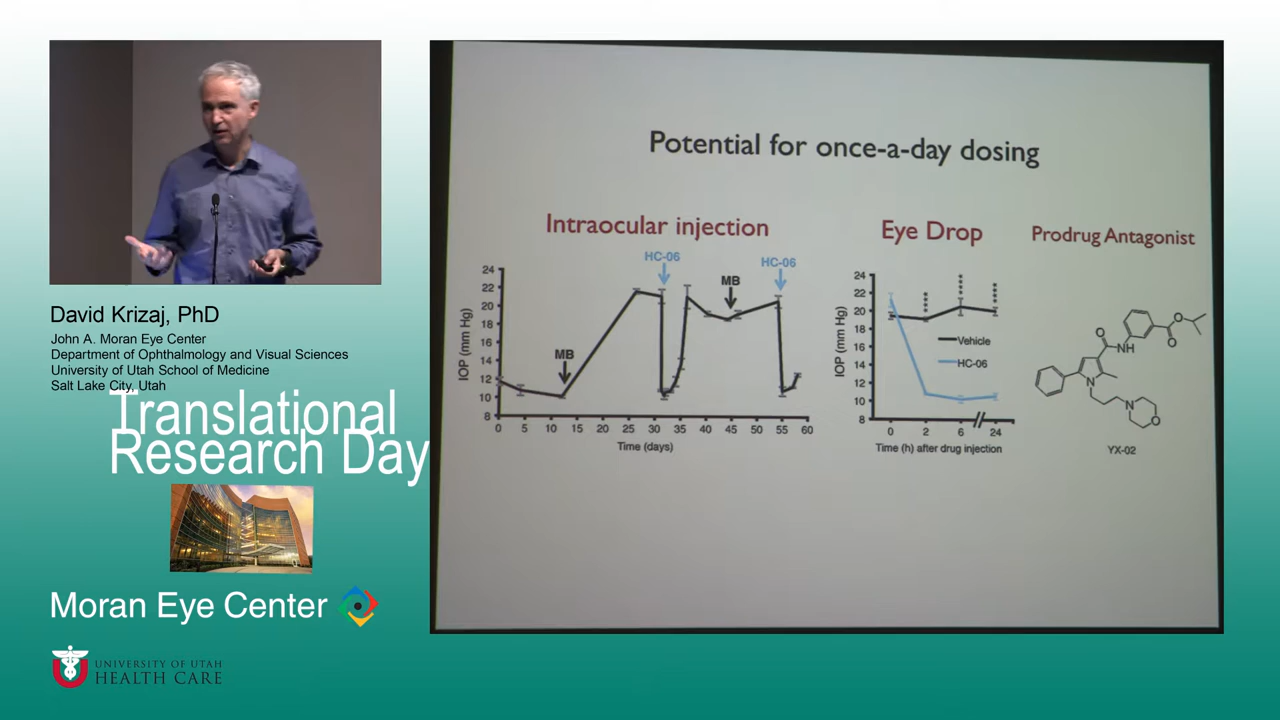 David Krizaj, PhD
John A. Moran Eye Center
Department of Ophthalmology and Visual Sciences
University of Utah School of Medicine
Salt Lake City, Utah
Translational
Research Day
Moran Eye Center
UNIVERSITY OF UTAH
HEALTH CARE
Potential for once-a-day dosing
Intraocular injection
HC-06
HC-06
MB
MB
IOP (mm Hg)
24
22
20
18
16
14
12
10
8
0 5 10 15 20 25 30 35 40 45 50 55 60
Time (days)
Eye Drop
IOP (mm Hg)
24
22
20
18
16
14
12
10
8
Vehicle
HC-06
0 2 6 24
Time (h) after drug injection
Prodrug Antagonist
O
O
O
NH
N
N
O
YX-02